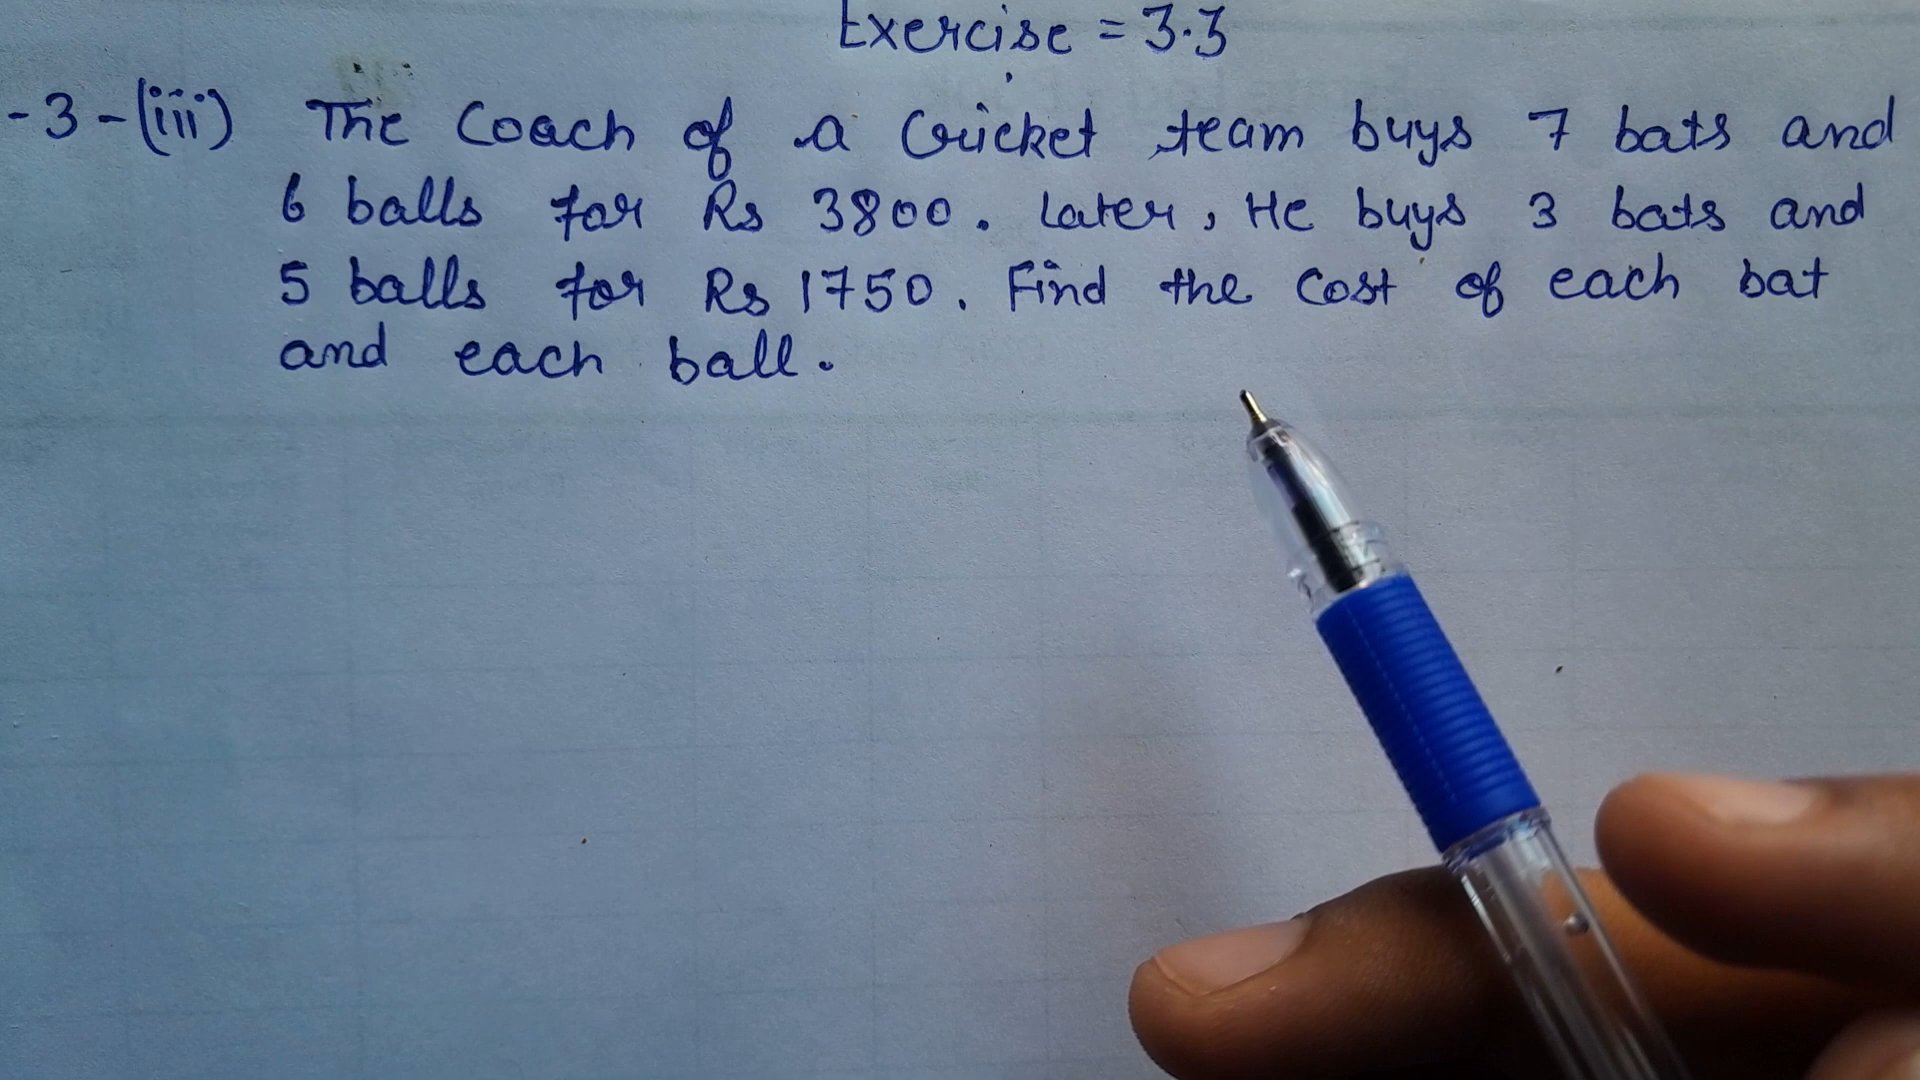 Exercise = 3.3
-3-(iii) The Coach of a Cricket team buys 7 bats and
6 balls for Rs 3800. Later, He buys 3 bats and
5 balls for Rs 1750. Find the Cost of each bat
and each ball.